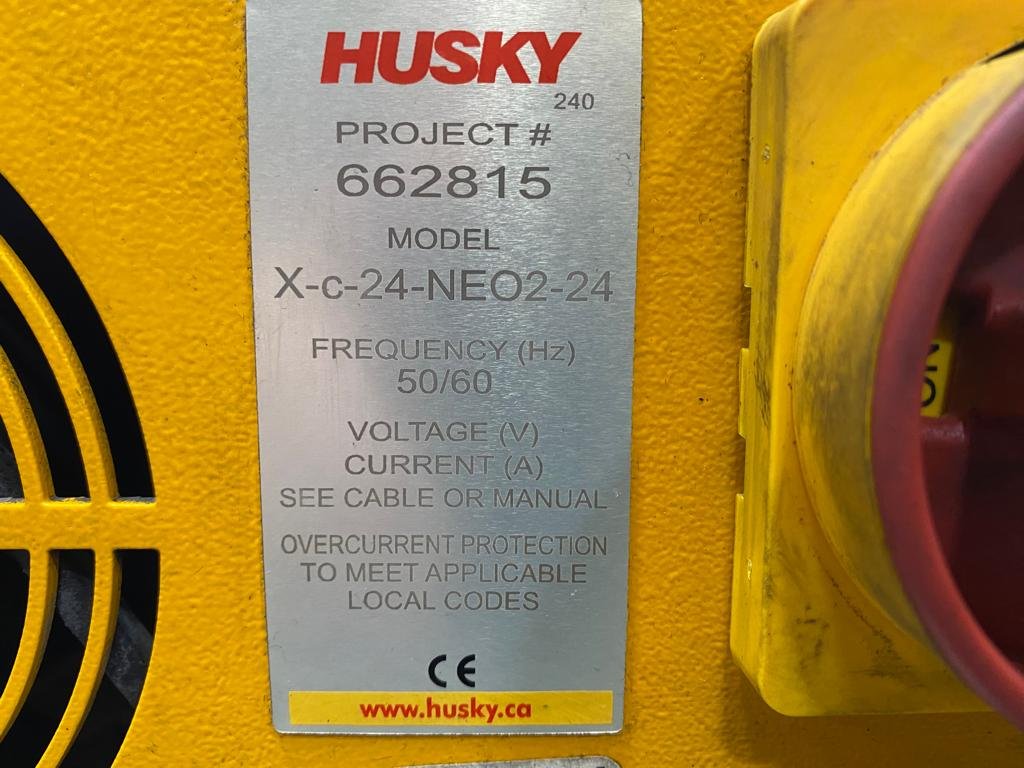 HUSKY
240
PROJECT #
662815
MODEL
X-c-24-NEO2-24
FREQUENCY (Hz)
50/60
VOLTAGE (V)
CURRENT (A)
SEE CABLE OR MANUAL
OVERCURRENT PROTECTION
TO MEET APPLICABLE
LOCAL CODES
CE
www.husky.ca
ON